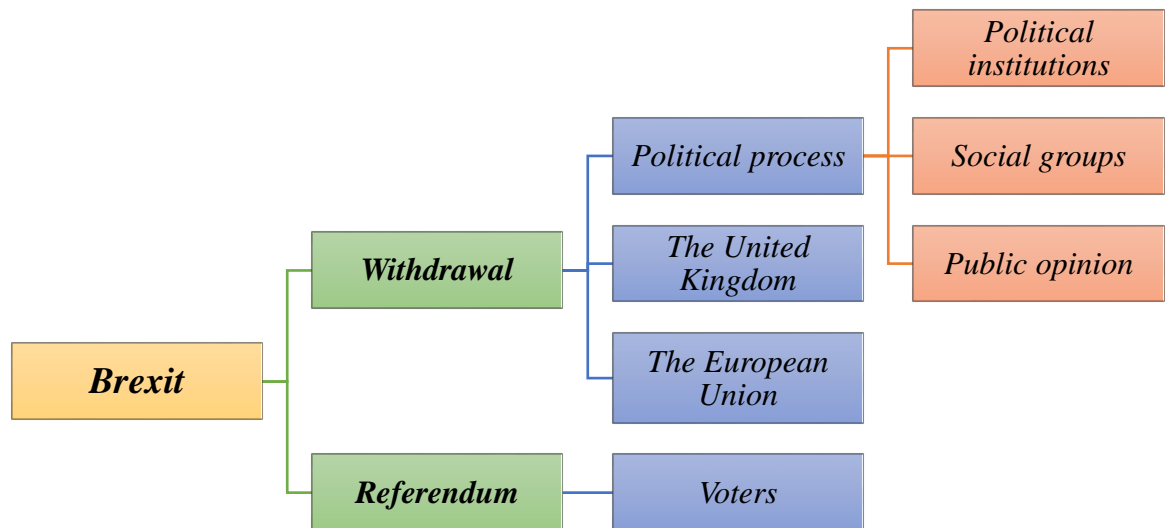 Political
institutions
Political process
Social groups
The United
Kingdom
Withdrawal
Public opinion
Brexit
The European
Union
Referendum
Voters